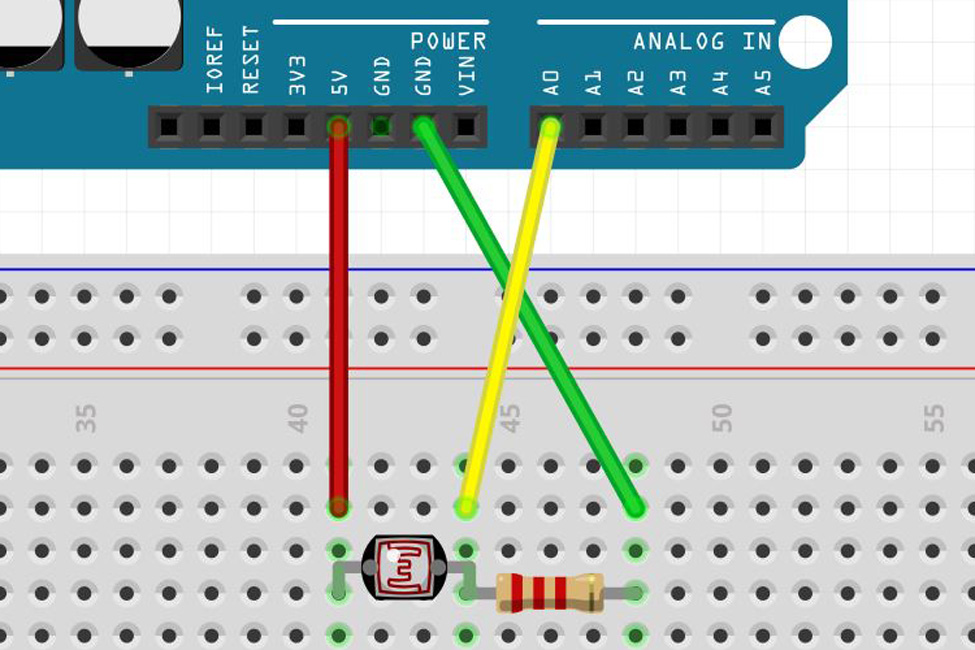 POWER ANALOG IN
IOREF RESET 3V3 5V GND GND VIN A0 A1 A2 A3 A4 A5
35 40 45 50 55